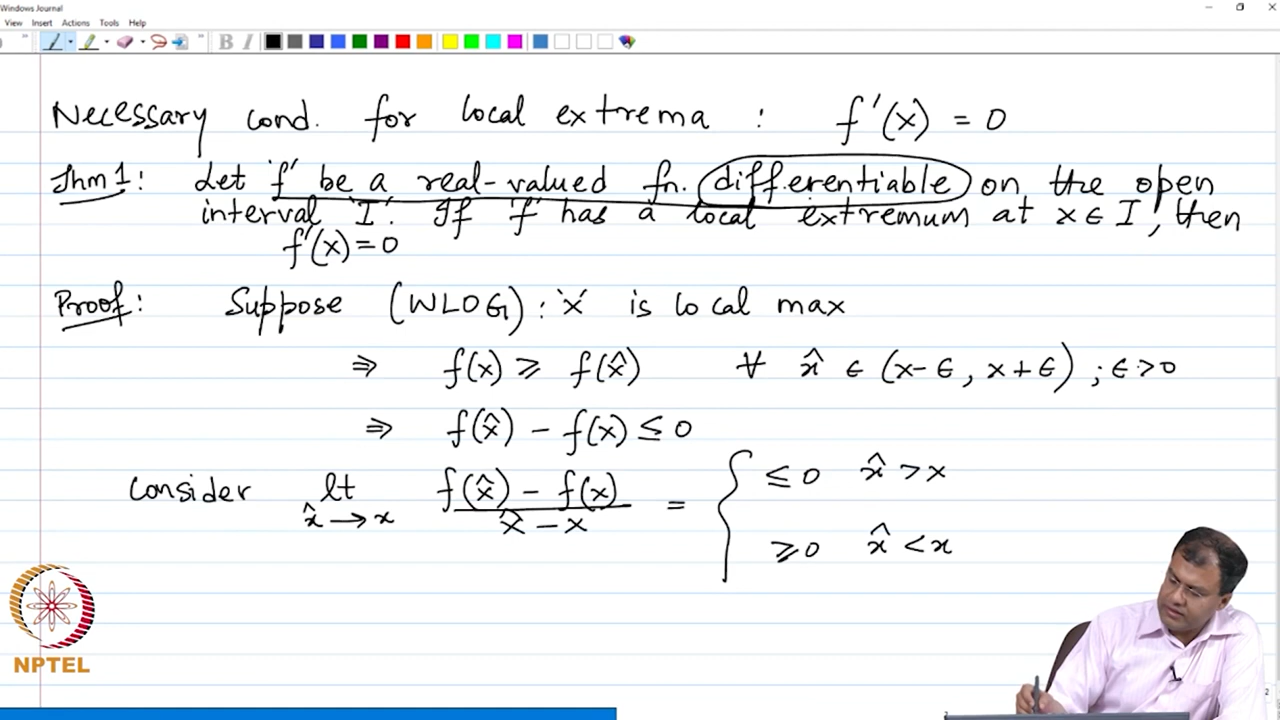 Windows Journal
View Insert Actions Tools Help
Necessary cond. for local extrema : f'(x) = 0
Thm 1: Let 'f' be a real-valued fn. differentiable on the open
interval 'I'. If 'f' has a local extremum at x ∈ I, then
f'(x) = 0
Proof: Suppose (WLOG): 'x' is local max
⇒ f(x) ≥ f(x̂) ∀ x̂ ∈ (x-ϵ, x+ϵ) ; ϵ>0
⇒ f(x̂) - f(x) ≤ 0
Consider lt x̂→x f(x̂) - f(x) / x̂ - x = { ≤ 0 x̂ > x
≥ 0 x̂ < x
NPTEL